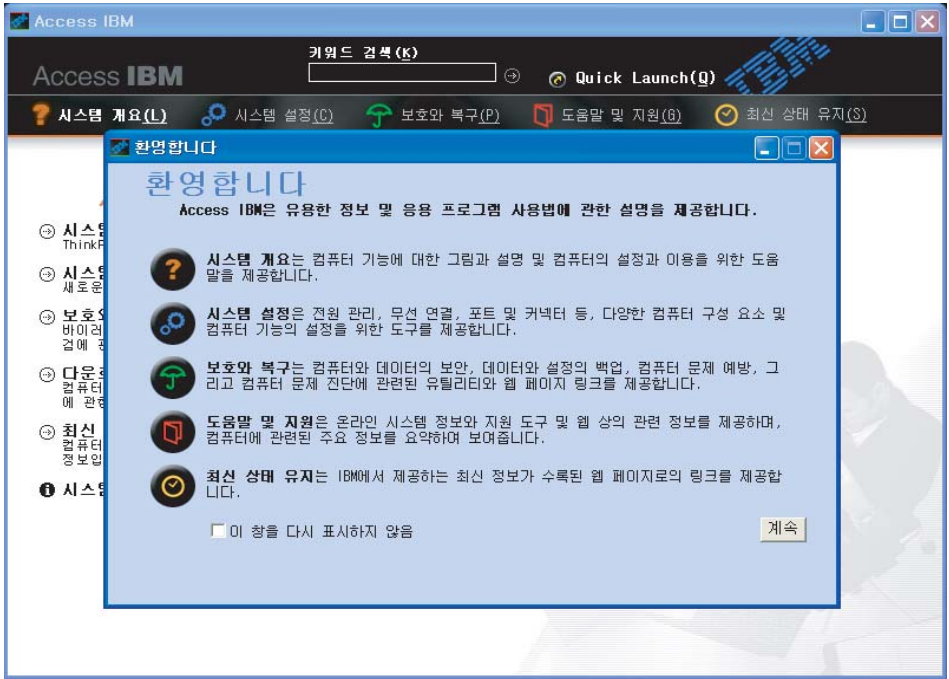 Access IBM
키워드 검색(K)
Access IBM
Quick Launch(Q)
IBM
시스템 개요(L) 시스템 설정(C) 보호와 복구(P) 도움말 및 지원(G) 최신 상태 유지(S)
환영합니다
환영합니다
Access IBM은 유용한 정보 및 응용 프로그램 사용법에 관한 설명을 제공합니다.
시스템 개요는 컴퓨터 기능에 대한 그림과 설명 및 컴퓨터의 설정과 이용을 위한 도움
말을 제공합니다.
시스템 설정은 전원 관리, 무선 연결, 포트 및 커넥터 등, 다양한 컴퓨터 구성 요소 및
컴퓨터 기능의 설정을 위한 도구를 제공합니다.
보호와 복구는 컴퓨터와 데이터의 보안, 데이터와 설정의 백업, 컴퓨터 문제 예방, 그
리고 컴퓨터 문제 진단에 관련된 유틸리티와 웹 페이지 링크를 제공합니다.
도움말 및 지원은 온라인 시스템 정보와 지원 도구 및 웹 상의 관련 정보를 제공하며,
컴퓨터에 관련된 주요 정보를 요약하여 보여줍니다.
최신 상태 유지는 IBM에서 제공하는 최신 정보가 수록된 웹 페이지로의 링크를 제공합
니다.
이 창을 다시 표시하지 않음
계속
새로운
컴퓨터
최신
컴퓨터